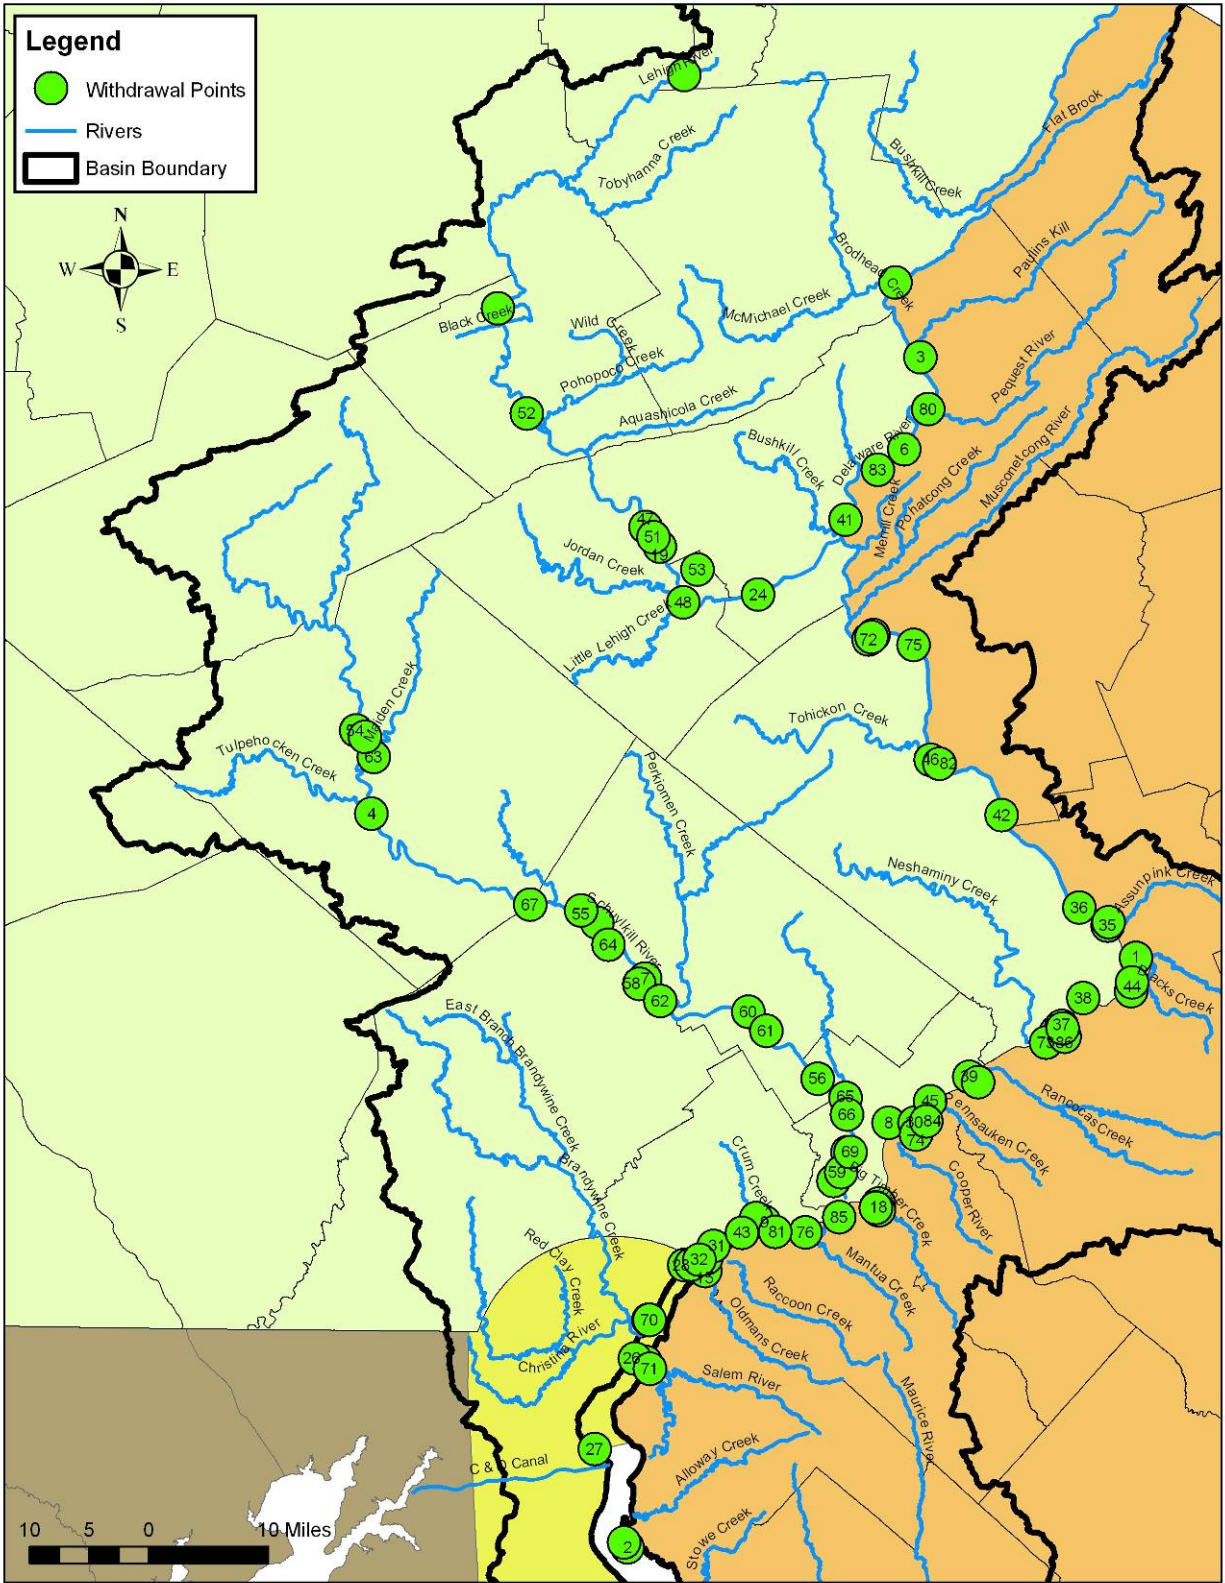 Legend
Withdrawal Points
Rivers
Basin Boundary
N
W E
S
Lehigh River
Tobyhanna Creek
Bushkill Creek
Flat Brook
Brodhead Creek
Paulins Kill
Black Creek
Wild Creek
McMichael Creek
Pohopoco Creek
3
Pequest River
52
Aquashicola Creek
80
Bushkill Creek
Delaware River
6
83
Musconetcong River
Pohatcong Creek
Merrill Creek
41
47
51
19
Jordan Creek
53
48
24
Little Lehigh Creek
72
75
Maiden Creek
54
63
Tulpehocken Creek
Tohickon Creek
46
82
4
42
Perkiomen Creek
Neshaminy Creek
Assunpink Creek
67
55
Schuylkill River
64
36
35
7
58
62
1
44
Blacks Creek
38
East Branch Brandywine Creek
60
61
37
73
86
56
39
65
66
8
30
45
84
74
Rancocas Creek
Pennsauken Creek
69
59
Big Timber Creek
Cooper River
Crum Creek
Brandywine Creek
18
85
9
43
81
76
31
32
28
15
Red Clay Creek
Mantua Creek
Raccoon Creek
Oldmans Creek
70
Christina River
26
71
Salem River
Maurice River
27
C & D Canal
Alloway Creek
Stowe Creek
2
10 5 0 10 Miles